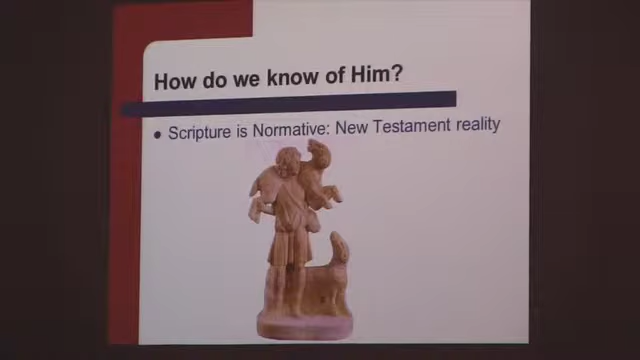 How do we know of Him?
• Scripture is Normative: New Testament reality